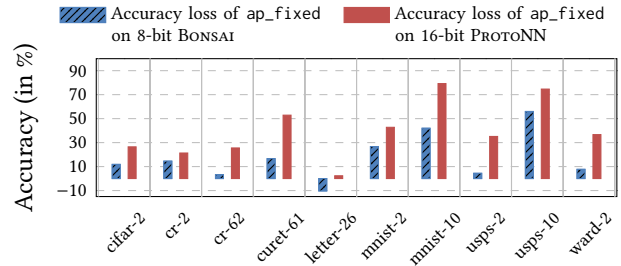 Accuracy loss of ap_fixed on 8-bit BONSAI
Accuracy loss of ap_fixed on 16-bit PROTONN
Accuracy (in %)
90
70
50
30
10
−10
cifar-2
cr-2
cr-62
curet-61
letter-26
mnist-2
mnist-10
usps-2
usps-10
ward-2